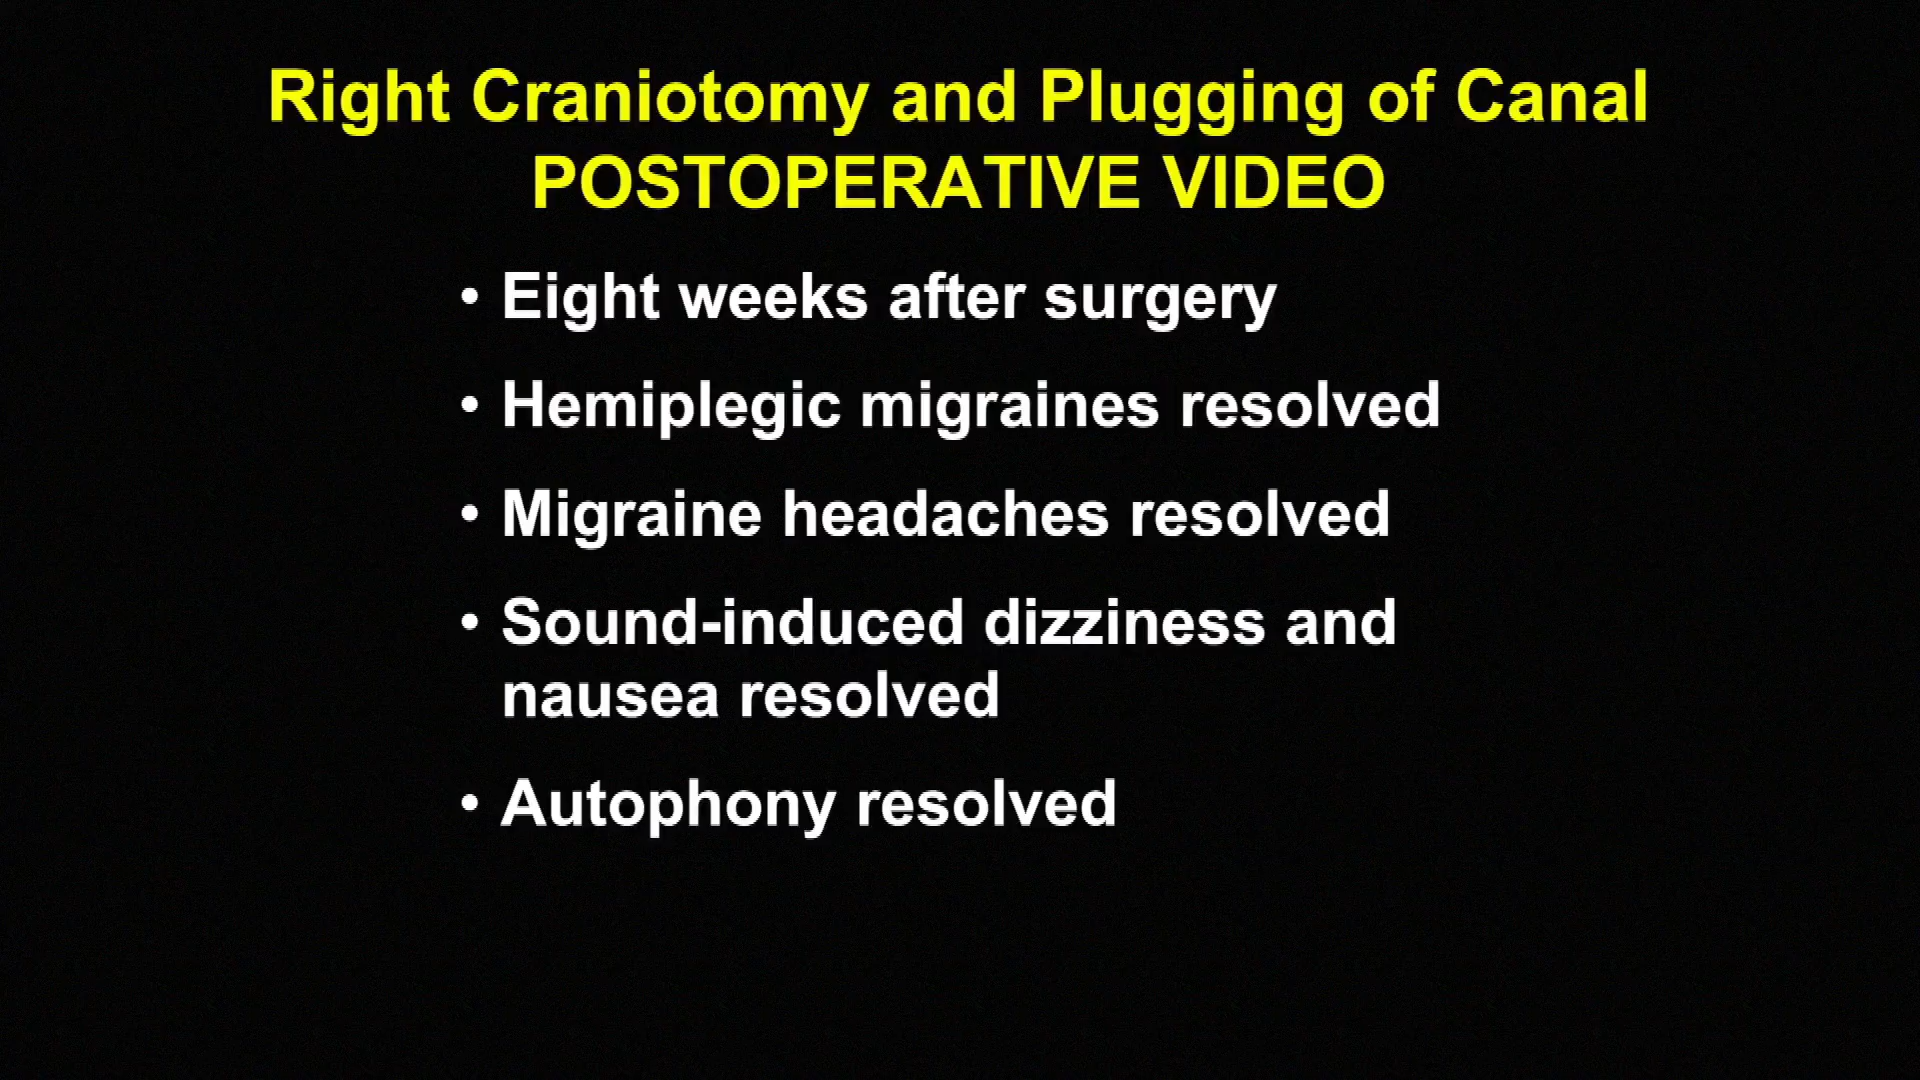 Right Craniotomy and Plugging of Canal
POSTOPERATIVE VIDEO
• Eight weeks after surgery
• Hemiplegic migraines resolved
• Migraine headaches resolved
• Sound-induced dizziness and
nausea resolved
• Autophony resolved